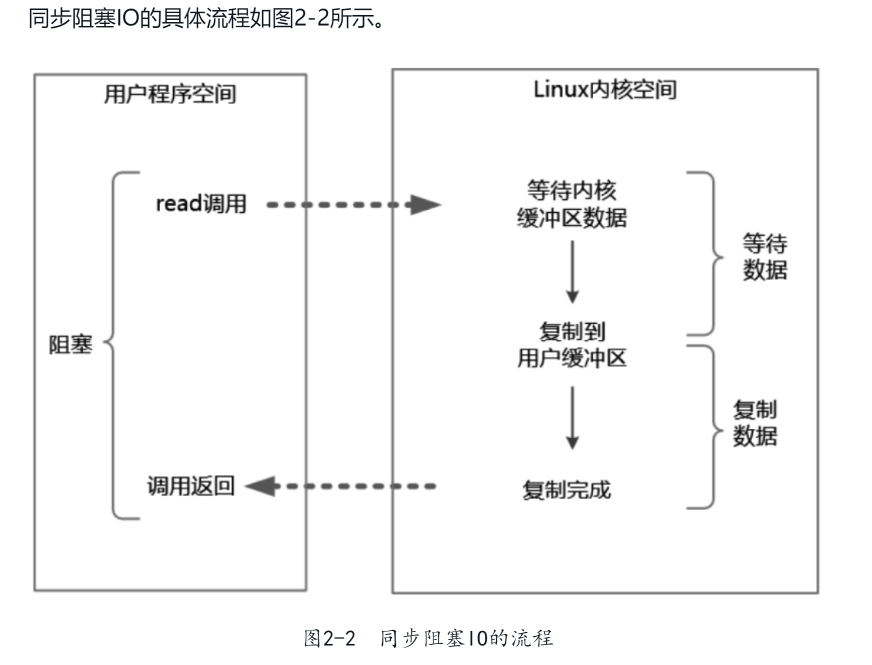 同步阻塞IO的具体流程如图2-2所示。
用户程序空间
Linux内核空间
read调用
等待内核
缓冲区数据
等待
数据
阻塞
复制到
用户缓冲区
复制
数据
调用返回
复制完成
图2-2 同步阻塞IO的流程